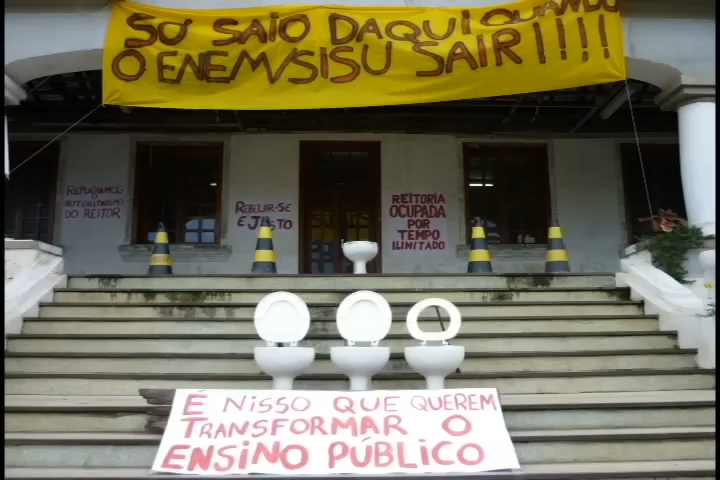 SÓ SAIO DAQUI QUANDO
O ENEM/SISU SAIR!!!!
REPUDIAMOS
O AUTORITARISMO
DO REITOR
REBELAR-SE
É JUSTO
REITORIA
OCUPADA
POR
TEMPO
ILIMITADO
É NISSO QUE QUEREM
TRANSFORMAR O
ENSINO PÚBLICO